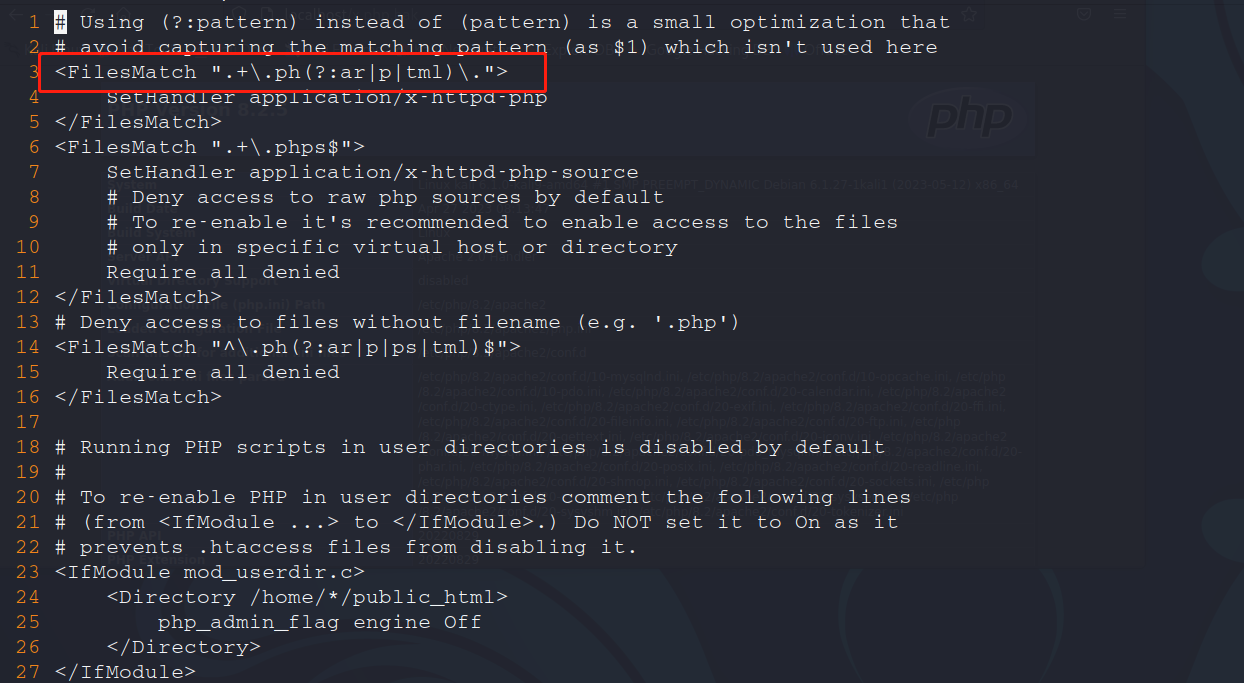 1 # Using (?:pattern) instead of (pattern) is a small optimization that
2 # avoid capturing the matching pattern (as $1) which isn't used here
3 <FilesMatch ".+\.ph(?:ar|p|tml)\.">
4     SetHandler application/x-httpd-php
5 </FilesMatch>
6 <FilesMatch ".+\.phps$">
7     SetHandler application/x-httpd-php-source
8     # Deny access to raw php sources by default
9     # To re-enable it's recommended to enable access to the files
10     # only in specific virtual host or directory
11     Require all denied
12 </FilesMatch>
13 # Deny access to files without filename (e.g. '.php')
14 <FilesMatch "^\.ph(?:ar|p|ps|tml)$">
15     Require all denied
16 </FilesMatch>
17
18 # Running PHP scripts in user directories is disabled by default
19 #
20 # To re-enable PHP in user directories comment the following lines
21 # (from <IfModule ...> to </IfModule>.) Do NOT set it to On as it
22 # prevents .htaccess files from disabling it.
23 <IfModule mod_userdir.c>
24     <Directory /home/*/public_html>
25         php_admin_flag engine Off
26     </Directory>
27 </IfModule>
php